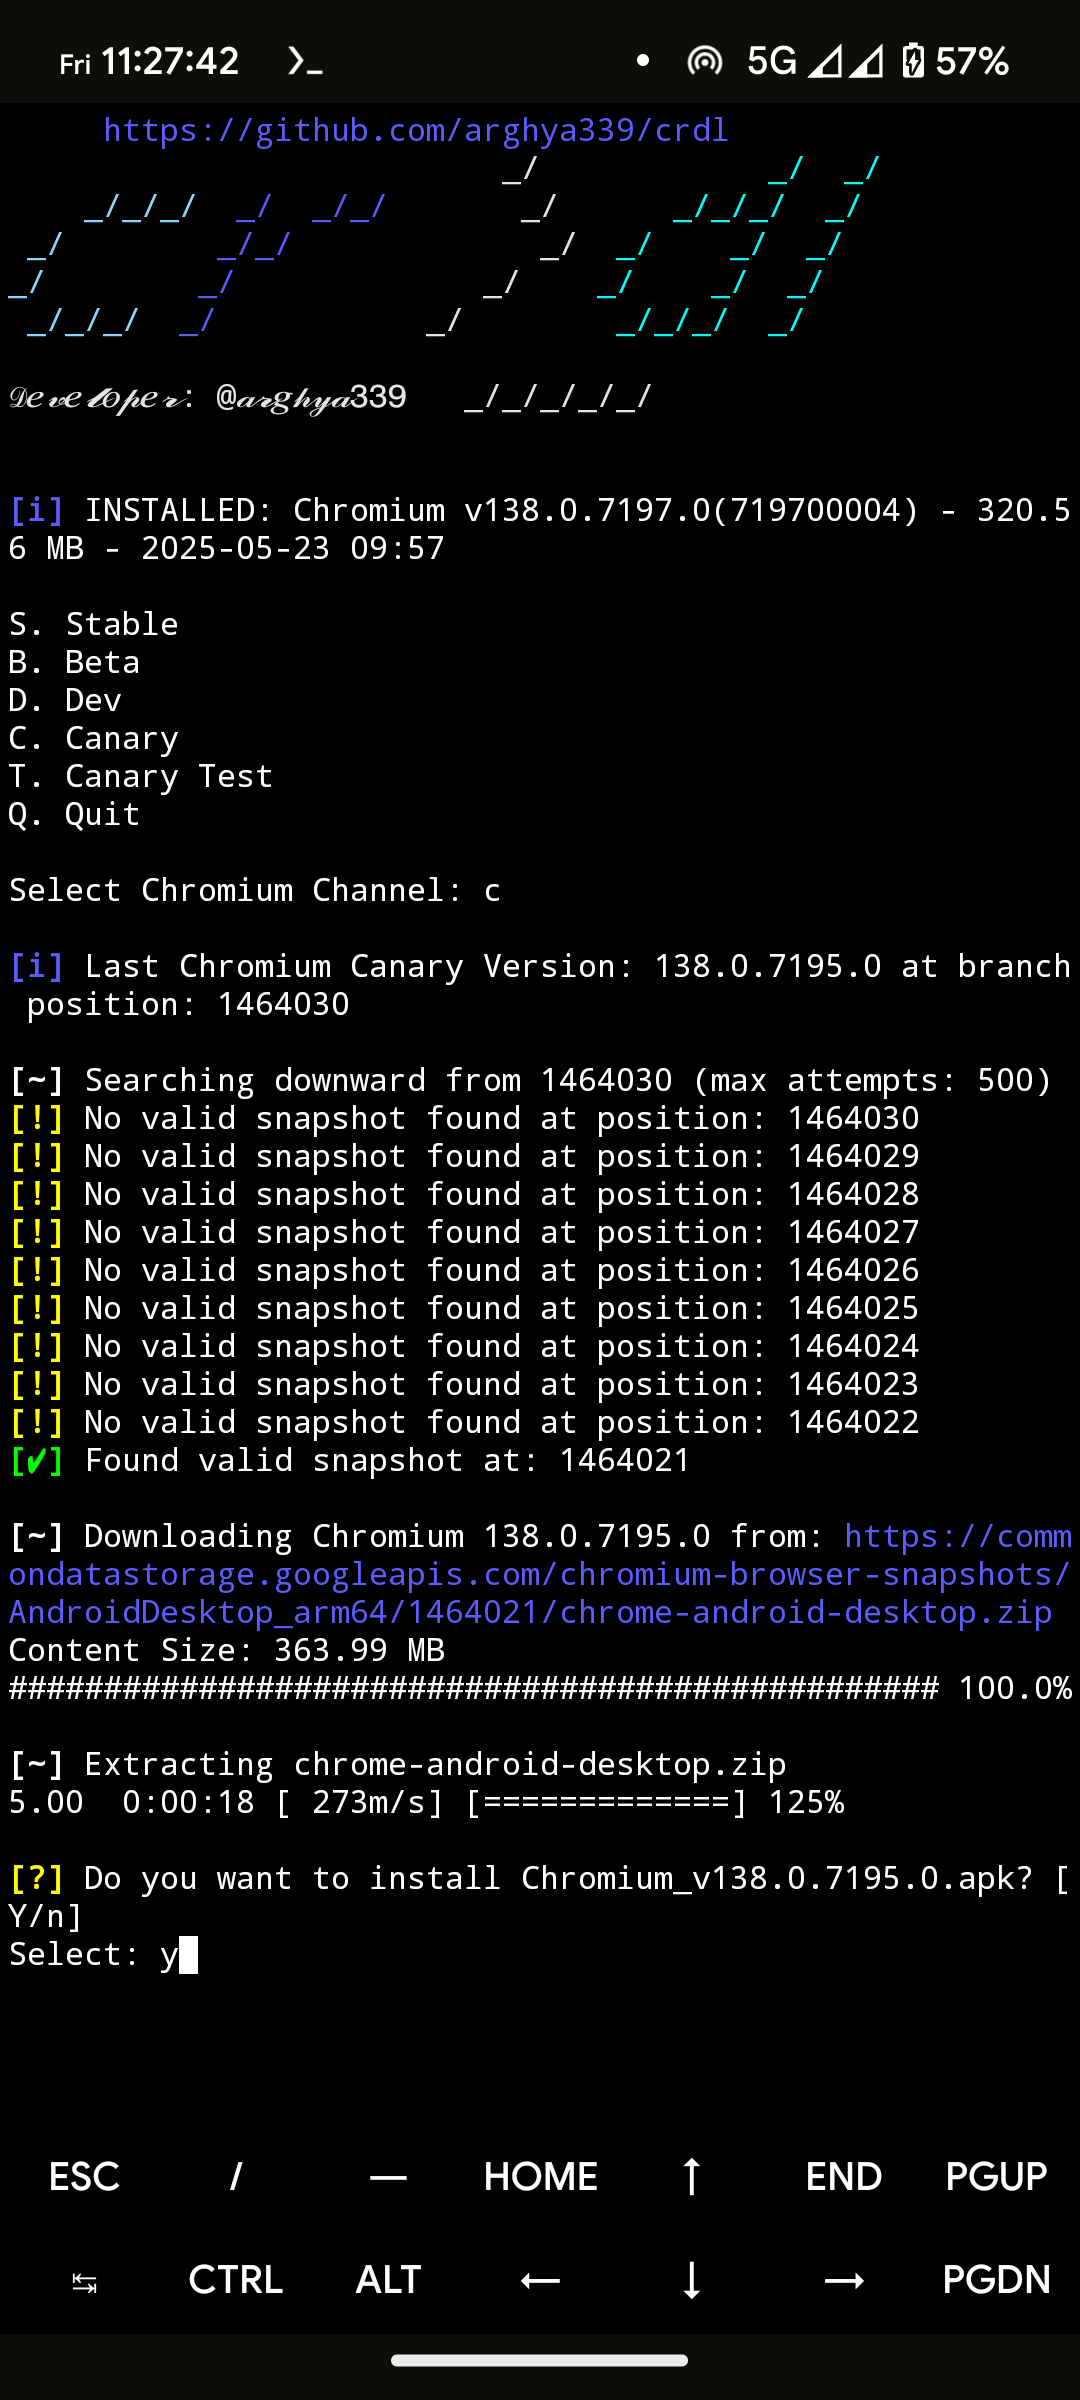 Fri 11:27:42 >_ 5G 57%
https://github.com/arghya339/crdl
_/ _/ _/
_/_/_/ _/ _/_/ _/ _/_/_/ _/
_/ _/_/ _/ _/ _/ _/
_/ _/ _/ _/ _/ _/
_/_/_/ _/ _/ _/_/_/ _/
𝒟ℯ𝓋ℯ𝓁ℴ𝓅ℯ𝓇: @𝒶𝓇ℊ𝒽𝓎𝒶339 _/_/_/_/_/
[i] INSTALLED: Chromium v138.0.7197.0(719700004) - 320.5
6 MB - 2025-05-23 09:57
S. Stable
B. Beta
D. Dev
C. Canary
T. Canary Test
Q. Quit
Select Chromium Channel: c
[i] Last Chromium Canary Version: 138.0.7195.0 at branch
position: 1464030
[~] Searching downward from 1464030 (max attempts: 500)
[!] No valid snapshot found at position: 1464030
[!] No valid snapshot found at position: 1464029
[!] No valid snapshot found at position: 1464028
[!] No valid snapshot found at position: 1464027
[!] No valid snapshot found at position: 1464026
[!] No valid snapshot found at position: 1464025
[!] No valid snapshot found at position: 1464024
[!] No valid snapshot found at position: 1464023
[!] No valid snapshot found at position: 1464022
[✓] Found valid snapshot at: 1464021
[~] Downloading Chromium 138.0.7195.0 from: https://comm
ondatastorage.googleapis.com/chromium-browser-snapshots/
AndroidDesktop_arm64/1464021/chrome-android-desktop.zip
Content Size: 363.99 MB
################################################# 100.0%
[~] Extracting chrome-android-desktop.zip
5.00 0:00:18 [ 273m/s] [=============] 125%
[?] Do you want to install Chromium_v138.0.7195.0.apk? [
Y/n]
Select: y
ESC / — HOME ↑ END PGUP
↹ CTRL ALT ← ↓ → PGDN